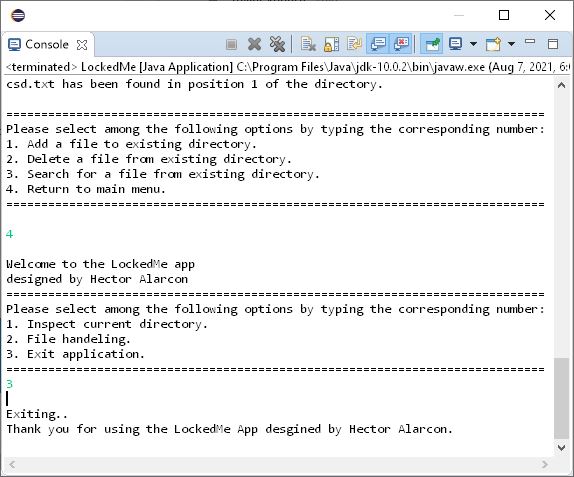 Console
<terminated> LockedMe [Java Application] C:\Program Files\Java\jdk-10.0.2\bin\javaw.exe (Aug 7, 2021, 6:0
csd.txt has been found in position 1 of the directory.
=============================================================================
Please select among the following options by typing the corresponding number:
1. Add a file to existing directory.
2. Delete a file from existing directory.
3. Search for a file from existing directory.
4. Return to main menu.
=============================================================================
4
Welcome to the LockedMe app
designed by Hector Alarcon
=============================================================================
Please select among the following options by typing the corresponding number:
1. Inspect current directory.
2. File handeling.
3. Exit application.
=============================================================================
3
Exiting..
Thank you for using the LockedMe App desgined by Hector Alarcon.